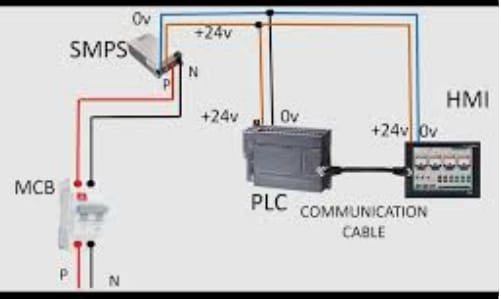 0v
+24v
SMPS
P
N
+24v
0v
HMI
+24v
0v
MCB
PLC
COMMUNICATION
CABLE
P
N